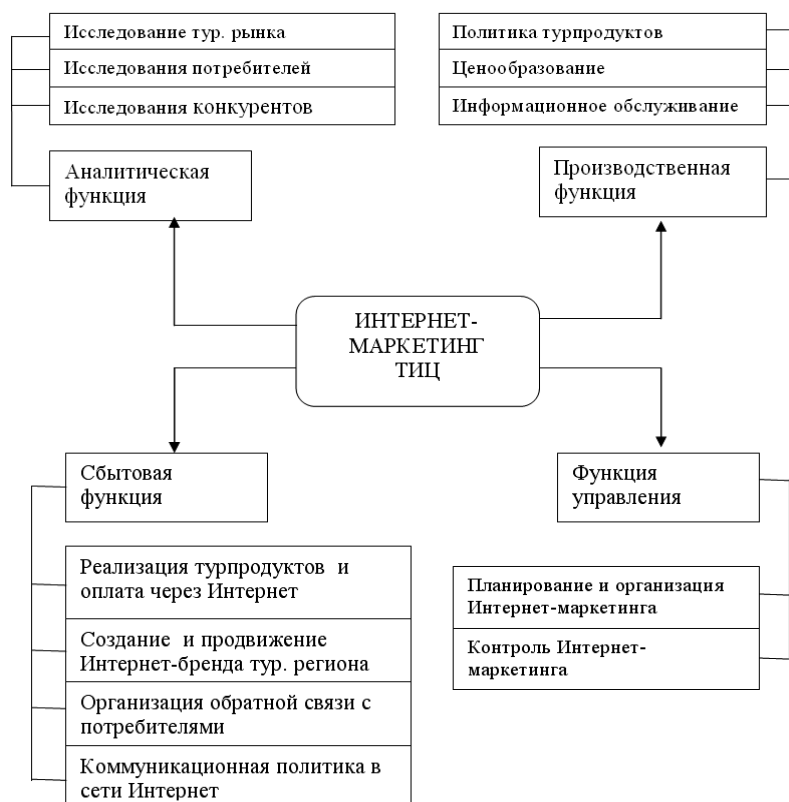 Исследование тур. рынка
Исследования потребителей
Исследования конкурентов
Аналитическая
функция
Политика турпродуктов
Ценообразование
Информационное обслуживание
Производственная
функция
ИНТЕРНЕТ-
МАРКЕТИНГ
ТИЦ
Сбытовая
функция
Реализация турпродуктов и
оплата через Интернет
Создание и продвижение
Интернет-бренда тур. региона
Организация обратной связи с
потребителями
Коммуникационная политика в
сети Интернет
Функция
управления
Планирование и организация
Интернет-маркетинга
Контроль Интернет-
маркетинга